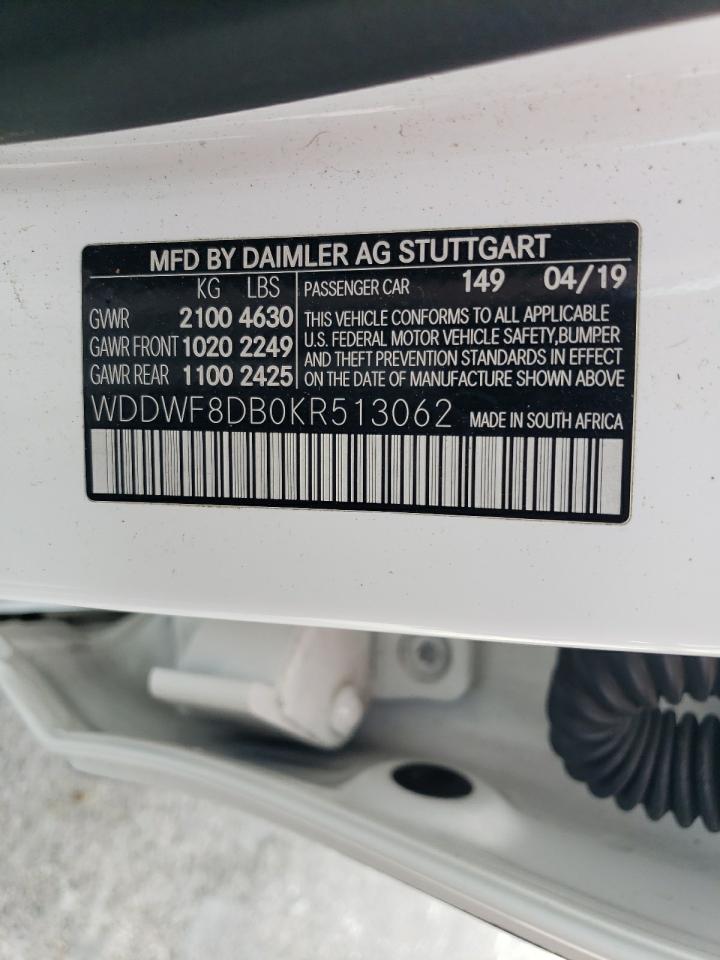 MFD BY DAIMLER AG STUTTGART
KG LBS
GVWR 2100 4630
GAWR FRONT 1020 2249
GAWR REAR 1100 2425
PASSENGER CAR 149 04/19
THIS VEHICLE CONFORMS TO ALL APPLICABLE
U.S. FEDERAL MOTOR VEHICLE SAFETY,BUMPER
AND THEFT PREVENTION STANDARDS IN EFFECT
ON THE DATE OF MANUFACTURE SHOWN ABOVE
WDDWF8DB0KR513062 MADE IN SOUTH AFRICA